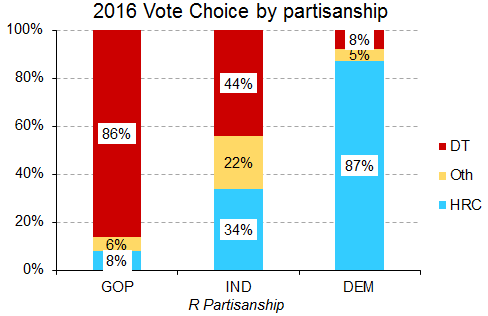 2016 Vote Choice by partisanship
100%
80%
60%
40%
20%
0%
86%
6%
8%
44%
22%
34%
8%
5%
87%
DT
Oth
HRC
GOP IND DEM
R Partisanship